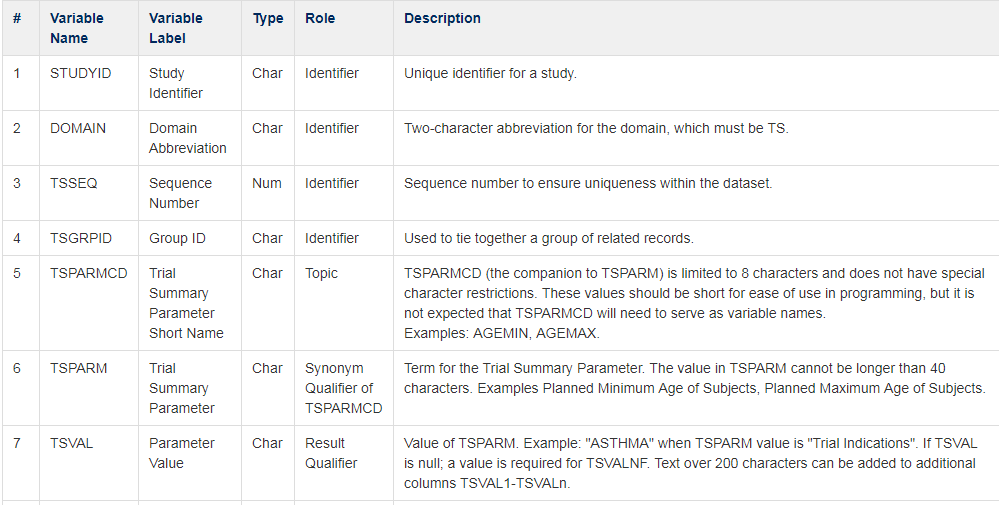 # Variable Name Variable Label Type Role Description
1 STUDYID Study Identifier Char Identifier Unique identifier for a study.
2 DOMAIN Domain Abbreviation Char Identifier Two-character abbreviation for the domain, which must be TS.
3 TSSEQ Sequence Number Num Identifier Sequence number to ensure uniqueness within the dataset.
4 TSGRPID Group ID Char Identifier Used to tie together a group of related records.
5 TSPARMCD Trial Summary Parameter Short Name Char Topic TSPARMCD (the companion to TSPARM) is limited to 8 characters and does not have special character restrictions. These values should be short for ease of use in programming, but it is not expected that TSPARMCD will need to serve as variable names.
Examples: AGEMIN, AGEMAX.
6 TSPARM Trial Summary Parameter Char Synonym Qualifier of TSPARMCD Term for the Trial Summary Parameter. The value in TSPARM cannot be longer than 40 characters. Examples Planned Minimum Age of Subjects, Planned Maximum Age of Subjects.
7 TSVAL Parameter Value Char Result Qualifier Value of TSPARM. Example: "ASTHMA" when TSPARM value is "Trial Indications". If TSVAL is null; a value is required for TSVALNF. Text over 200 characters can be added to additional columns TSVAL1-TSVALn.